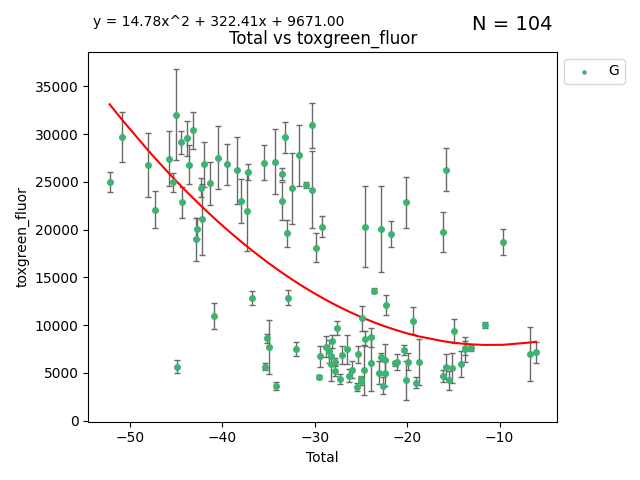 y = 14.78x^2 + 322.41x + 9671.00
N = 104
Total vs toxgreen_fluor
G
35000
30000
25000
20000
15000
10000
5000
0
toxgreen_fluor
−50
−40
−30
−20
−10
Total